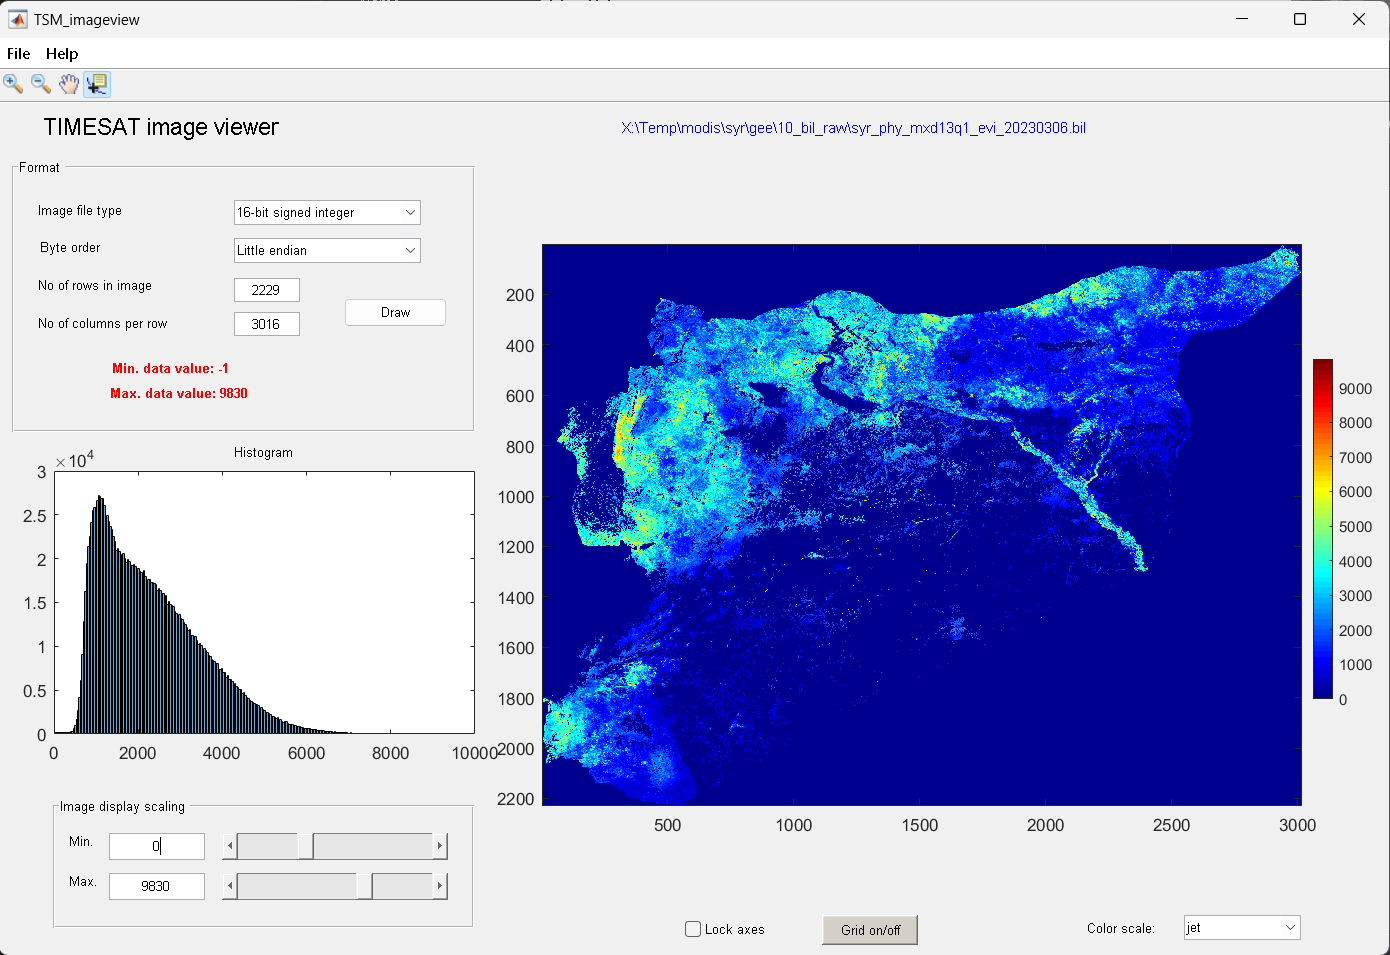 TSM_imageview
File Help
TIMESAT image viewer
X:\Temp\modis\syr\gee\10_bil_raw\syr_phy_mxd13q1_evi_20230306.bil
Format
Image file type
16-bit signed integer
Byte order
Little endian
No of rows in image
2229
No of columns per row
3016
Draw
Min. data value: -1
Max. data value: 9830
Histogram
×10^4
3
2.5
2
1.5
1
0.5
0
0 2000 4000 6000 8000 10000
Image display scaling
Min.
0
Max.
9830
200
400
600
800
1000
1200
1400
1600
1800
2000
2200
500 1000 1500 2000 2500 3000
9000
8000
7000
6000
5000
4000
3000
2000
1000
0
Lock axes
Grid on/off
Color scale:
jet